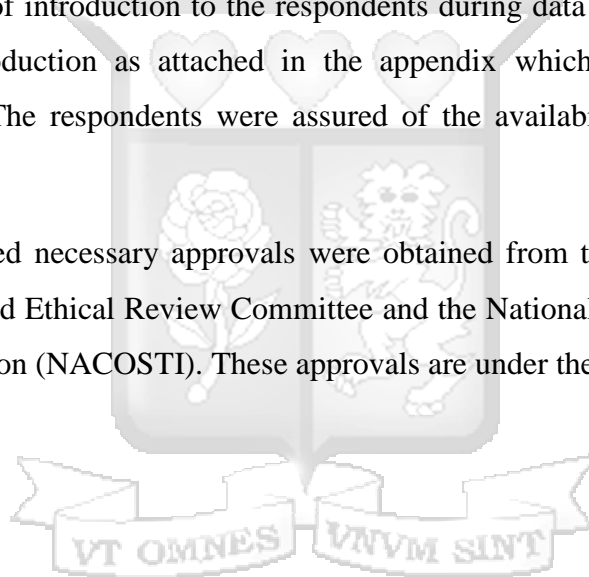 of introduction to the respondents during data
oduction as attached in the appendix which
The respondents were assured of the availabi
ed necessary approvals were obtained from t
d Ethical Review Committee and the National
on (NACOSTI). These approvals are under the
VT OMNES VNVM SINT